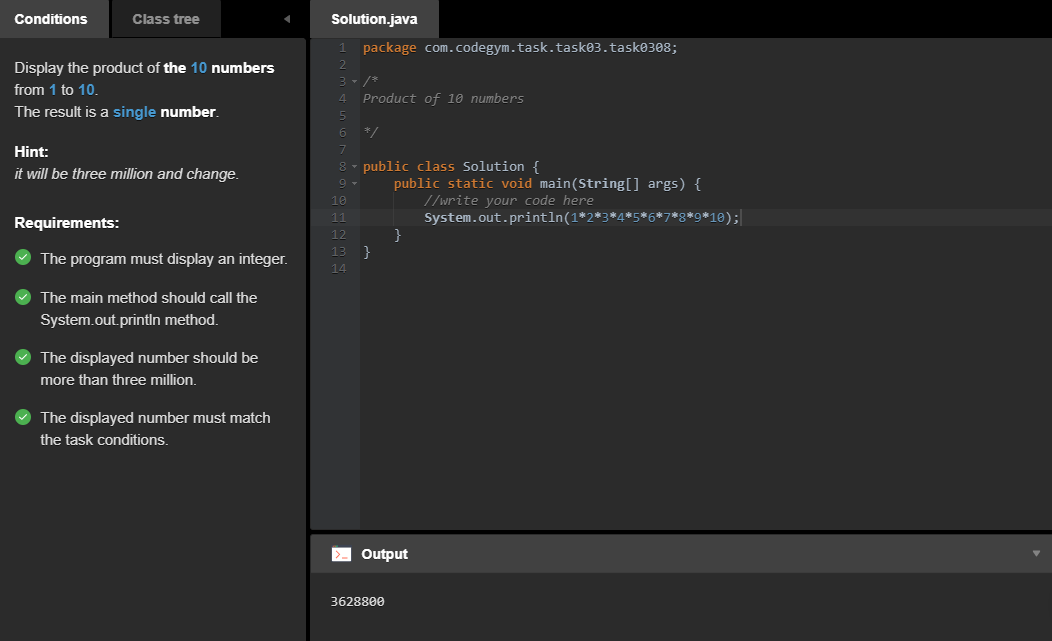 Conditions
Class tree
Display the product of the 10 numbers
from 1 to 10.
The result is a single number.
Hint:
it will be three million and change.
Requirements:
The program must display an integer.
The main method should call the
System.out.println method.
The displayed number should be
more than three million.
The displayed number must match
the task conditions.
Solution.java
1 package com.codegym.task.task03.task0308;
2
3 /*
4 Product of 10 numbers
5
6 */
7
8 public class Solution {
9     public static void main(String[] args) {
10         //write your code here
11         System.out.println(1*2*3*4*5*6*7*8*9*10);
12     }
13 }
14
Output
3628800